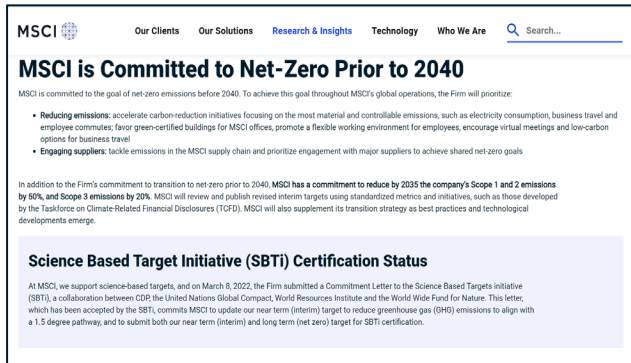 MSCI
Our Clients
Our Solutions
Research & Insights
Technology
Who We Are
Search...
MSCI is Committed to Net-Zero Prior to 2040
MSCI is committed to the goal of net-zero emissions before 2040. To achieve this goal throughout MSCI's global operations, the Firm will prioritize:
• Reducing emissions: accelerate carbon-reduction initiatives focusing on the most material and controllable emissions, such as electricity consumption, business travel and
employee commutes; favor green-certified buildings for MSCI offices, promote a flexible working environment for employees, encourage virtual meetings and low-carbon
options for business travel
• Engaging suppliers: tackle emissions in the MSCI supply chain and prioritize engagement with major suppliers to achieve shared net-zero goals
In addition to the Firm's commitment to transition to net-zero prior to 2040, MSCI has a commitment to reduce by 2035 the company's Scope 1 and 2 emissions
by 50%, and Scope 3 emissions by 20%. MSCI will review and publish revised interim targets using standardized metrics and initiatives, such as those developed
by the Taskforce on Climate-Related Financial Disclosures (TCFD). MSCI will also supplement its transition strategy as best practices and technological
developments emerge.
Science Based Target Initiative (SBTi) Certification Status
At MSCI, we support science-based targets, and on March 8, 2022, the Firm submitted a Commitment Letter to the Science Based Targets initiative
(SBTi), a collaboration between CDP, the United Nations Global Compact, World Resources Institute and the World Wide Fund for Nature. This letter,
which has been accepted by the SBTi, commits MSCI to update our near term (interim) target to reduce greenhouse gas (GHG) emissions to align with
a 1.5 degree pathway, and to submit both our near term (interim) and long term (net zero) target for SBTi certification.